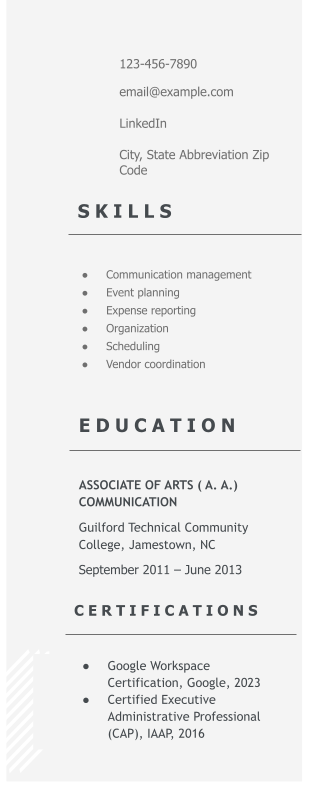 123-456-7890
email@example.com
LinkedIn
City, State Abbreviation Zip
Code
SKILLS
● Communication management
● Event planning
● Expense reporting
● Organization
● Scheduling
● Vendor coordination
EDUCATION
ASSOCIATE OF ARTS ( A. A.)
COMMUNICATION
Guilford Technical Community
College, Jamestown, NC
September 2011 – June 2013
CERTIFICATIONS
● Google Workspace
Certification, Google, 2023
● Certified Executive
Administrative Professional
(CAP), IAAP, 2016